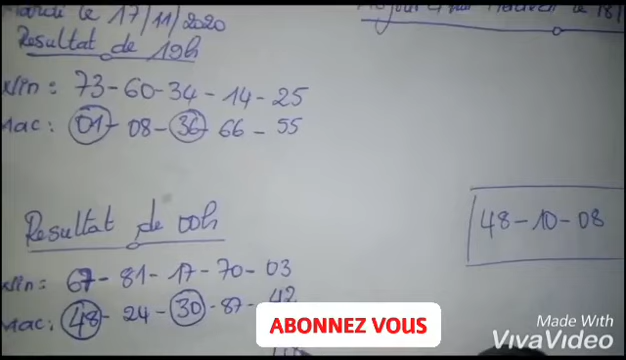 Mardi le 17/11/2020
Resultat de 19h
Win: 73-60-34-14-25
Mac: 01-08-36-66-55
Resultat de 00h
Win: 67-81-17-70-03
Mac: 48-24-30-87-42
48-10-08
ABONNEZ VOUS
Made With
VivaVideo